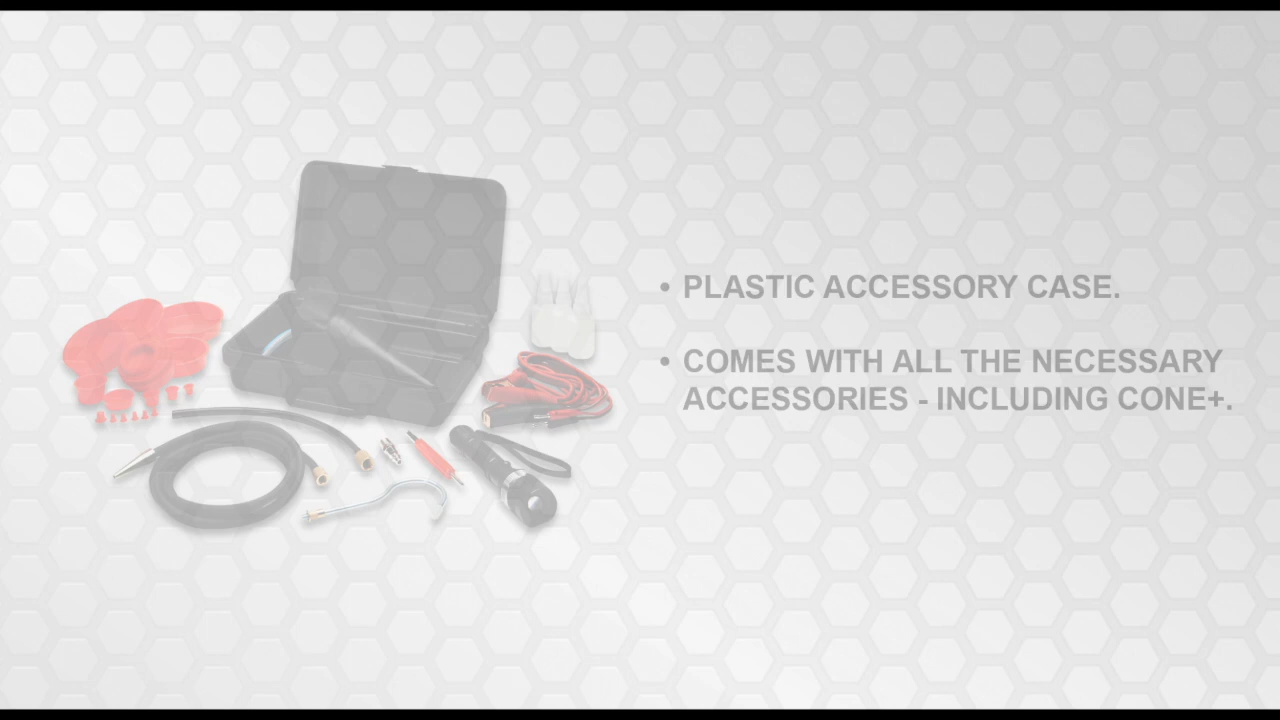 • PLASTIC ACCESSORY CASE.
• COMES WITH ALL THE NECESSARY
ACCESSORIES - INCLUDING CONE+.